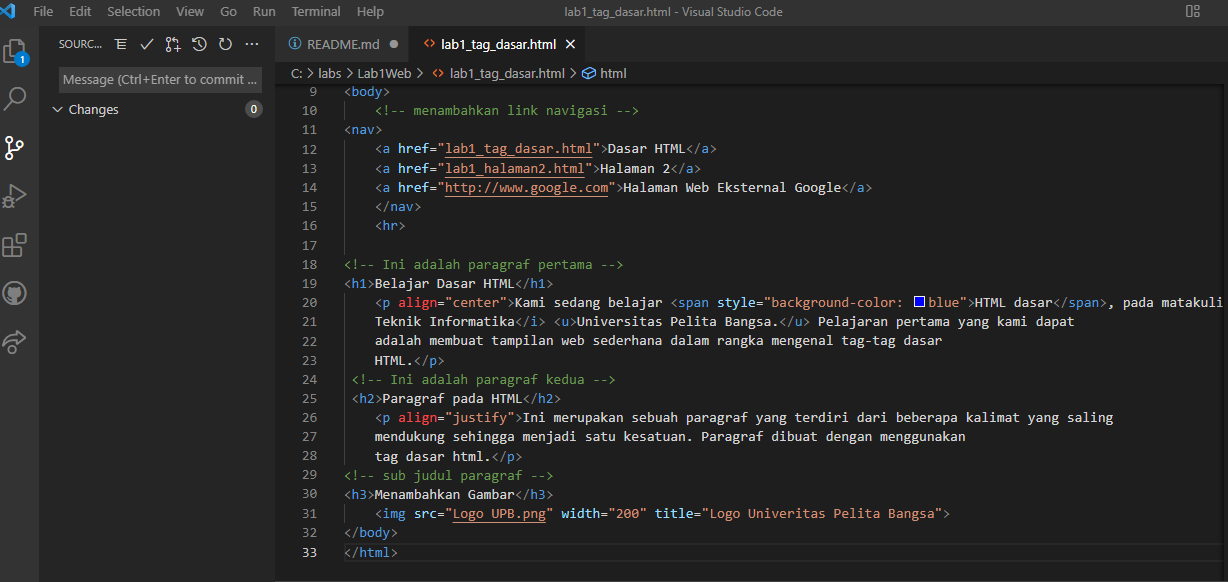 File Edit Selection View Go Run Terminal Help lab1_tag_dasar.html - Visual Studio Code
SOURC... README.md lab1_tag_dasar.html
C: > labs > Lab1Web > lab1_tag_dasar.html > html
1
Message (Ctrl+Enter to commit ...
Changes 0
9 <body>
10 <!-- menambahkan link navigasi -->
11 <nav>
12 <a href="lab1_tag_dasar.html">Dasar HTML</a>
13 <a href="lab1_halaman2.html">Halaman 2</a>
14 <a href="http://www.google.com">Halaman Web Eksternal Google</a>
15 </nav>
16 <hr>
17
18 <!-- Ini adalah paragraf pertama -->
19 <h1>Belajar Dasar HTML</h1>
20 <p align="center">Kami sedang belajar <span style="background-color: blue">HTML dasar</span>, pada matakuli
21 Teknik Informatika</i> <u>Universitas Pelita Bangsa.</u> Pelajaran pertama yang kami dapat
22 adalah membuat tampilan web sederhana dalam rangka mengenal tag-tag dasar
23 HTML.</p>
24 <!-- Ini adalah paragraf kedua -->
25 <h2>Paragraf pada HTML</h2>
26 <p align="justify">Ini merupakan sebuah paragraf yang terdiri dari beberapa kalimat yang saling
27 mendukung sehingga menjadi satu kesatuan. Paragraf dibuat dengan menggunakan
28 tag dasar html.</p>
29 <!-- sub judul paragraf -->
30 <h3>Menambahkan Gambar</h3>
31 <img src="Logo UPB.png" width="200" title="Logo Univeritas Pelita Bangsa">
32 </body>
33 </html>